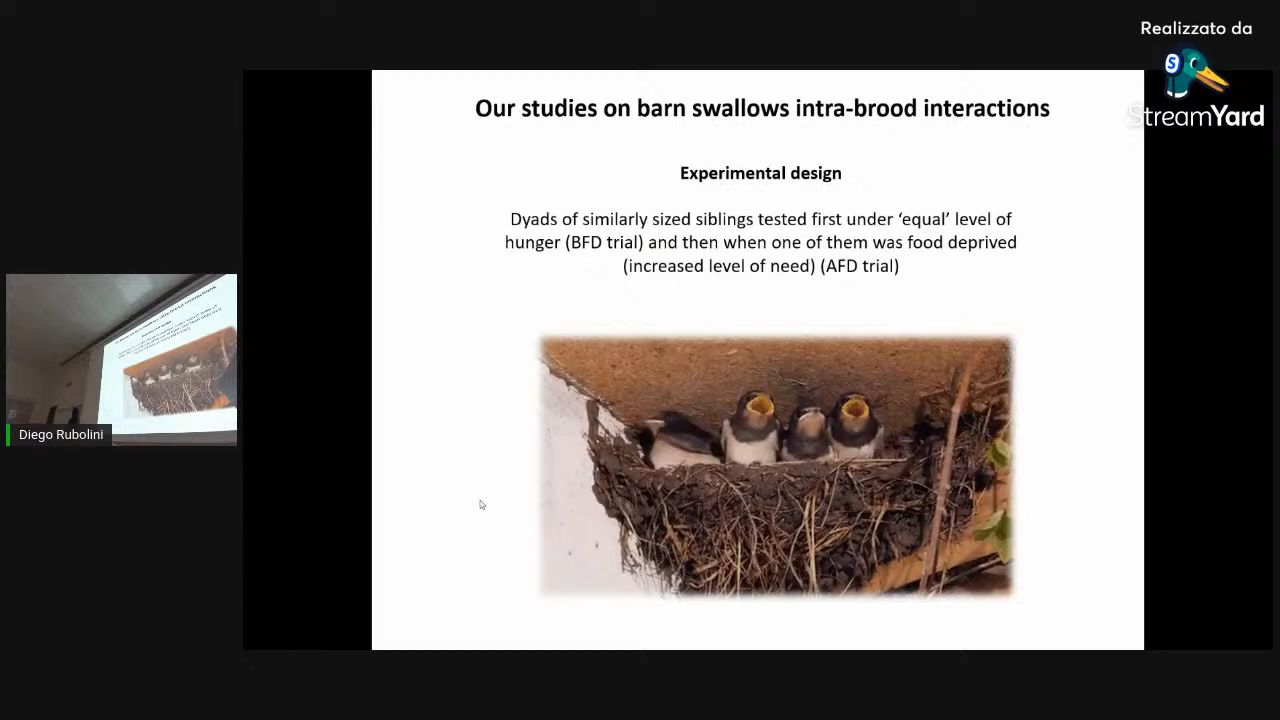 Realizzato da
StreamYard
Our studies on barn swallows intra-brood interactions
Experimental design
Dyads of similarly sized siblings tested first under ‘equal’ level of
hunger (BFD trial) and then when one of them was food deprived
(increased level of need) (AFD trial)
Diego Rubolini